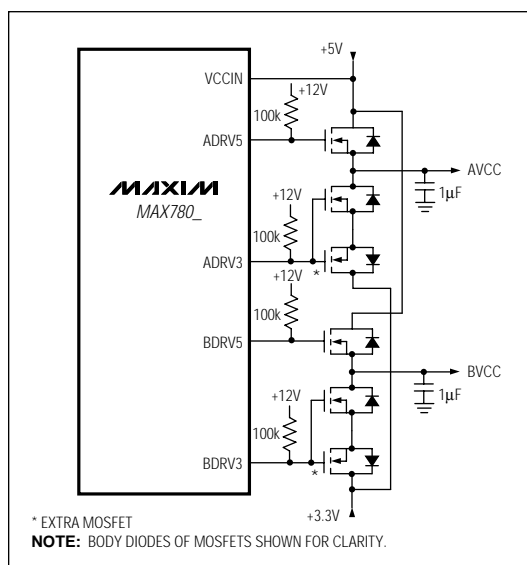 +5V
VCCIN
+12V
100k
ADRV5
AVCC
1μF
MAXIM
MAX780_
+12V
100k
ADRV3
*
+12V
100k
BDRV5
BVCC
1μF
+12V
100k
BDRV3
*
+3.3V
* EXTRA MOSFET
NOTE: BODY DIODES OF MOSFETS SHOWN FOR CLARITY.